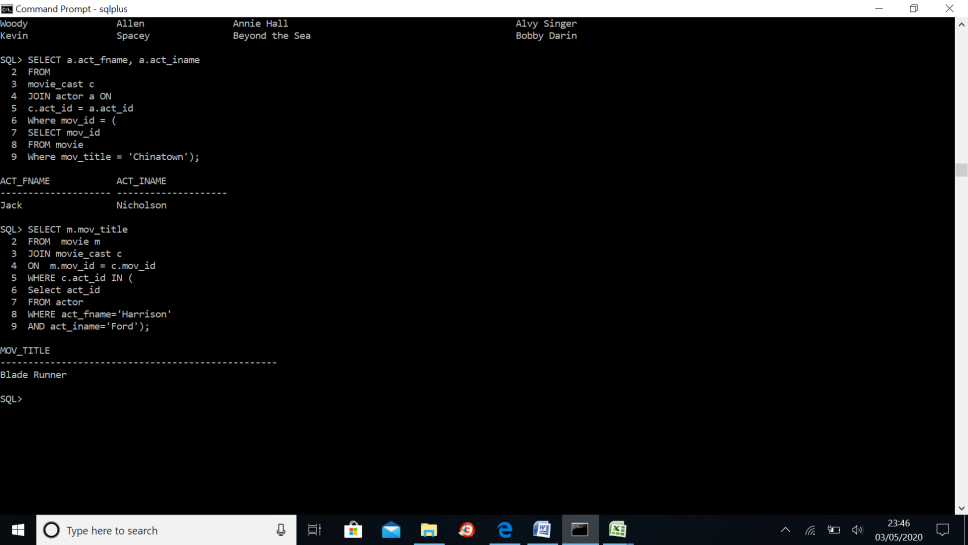 Command Prompt - sqlplus
Woody Allen Annie Hall Alvy Singer
Kevin Spacey Beyond the Sea Bobby Darin
SQL> SELECT a.act_fname, a.act_iname
2 FROM
3 movie_cast c
4 JOIN actor a ON
5 c.act_id = a.act_id
6 Where mov_id = (
7 SELECT mov_id
8 FROM movie
9 Where mov_title = 'Chinatown');
ACT_FNAME ACT_INAME
-------------------- --------------------
Jack Nicholson
SQL> SELECT m.mov_title
2 FROM movie m
3 JOIN movie_cast c
4 ON m.mov_id = c.mov_id
5 WHERE c.act_id IN (
6 Select act_id
7 FROM actor
8 WHERE act_fname='Harrison'
9 AND act_iname='Ford');
MOV_TITLE
--------------------------------------------------
Blade Runner
SQL>
Type here to search
23:46
03/05/2020